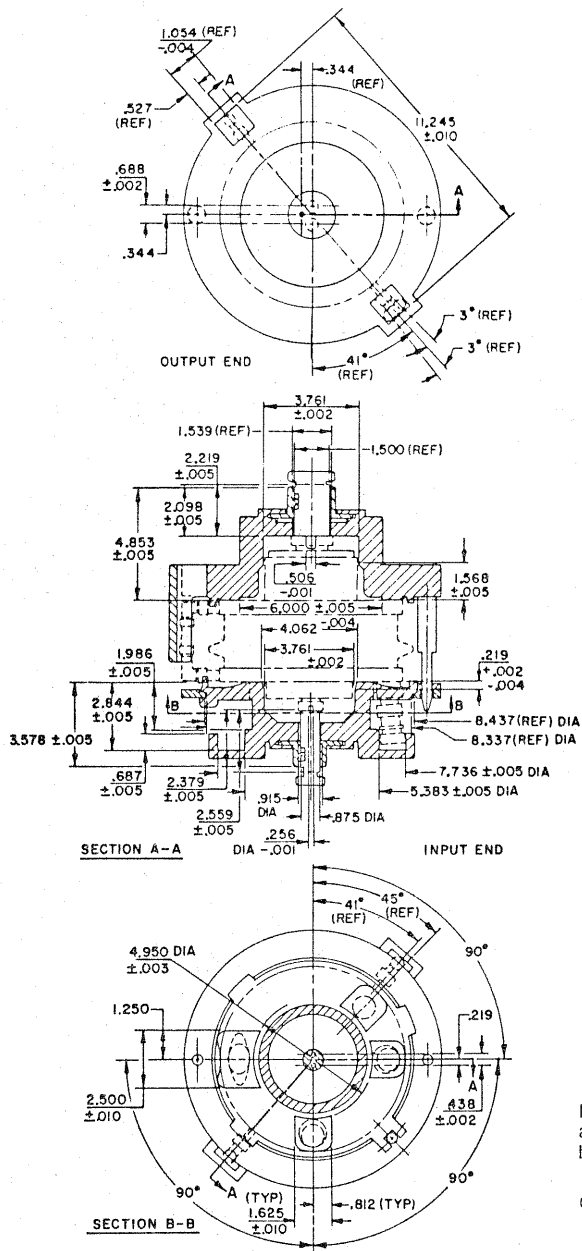 1.054 (REF)
-.004
A
.344
(REF)
.527
(REF)
11.245
±.010
.688
±.002
A
.344
3° (REF)
3° (REF)
41°
(REF)
OUTPUT END
3.761
±.002
1.539 (REF)
1.500 (REF)
2.219
±.005
2.098
±.005
4.853
±.005
1.568
±.005
.506
-.001
6.000 ±.005
4.062 -.004
3.761
±.002
1.986
±.005
.219
+.002
-.004
2.844
±.005
B
B
8.437 (REF) DIA
3.578 ±.005
8.337 (REF) DIA
.687
±.005
2.379
±.005
7.736 ±.005 DIA
5.383 ±.005 DIA
2.559
±.005
.915
DIA
.875 DIA
.256
DIA -.001
SECTION A-A
INPUT END
41°
(REF)
45°
(REF)
90°
4.950 DIA
±.003
1.250
.219
A
2.500
±.010
.438
±.002
90°
90°
A
(TYP)
1.625
±.010
.812 (TYP)
SECTION B-B